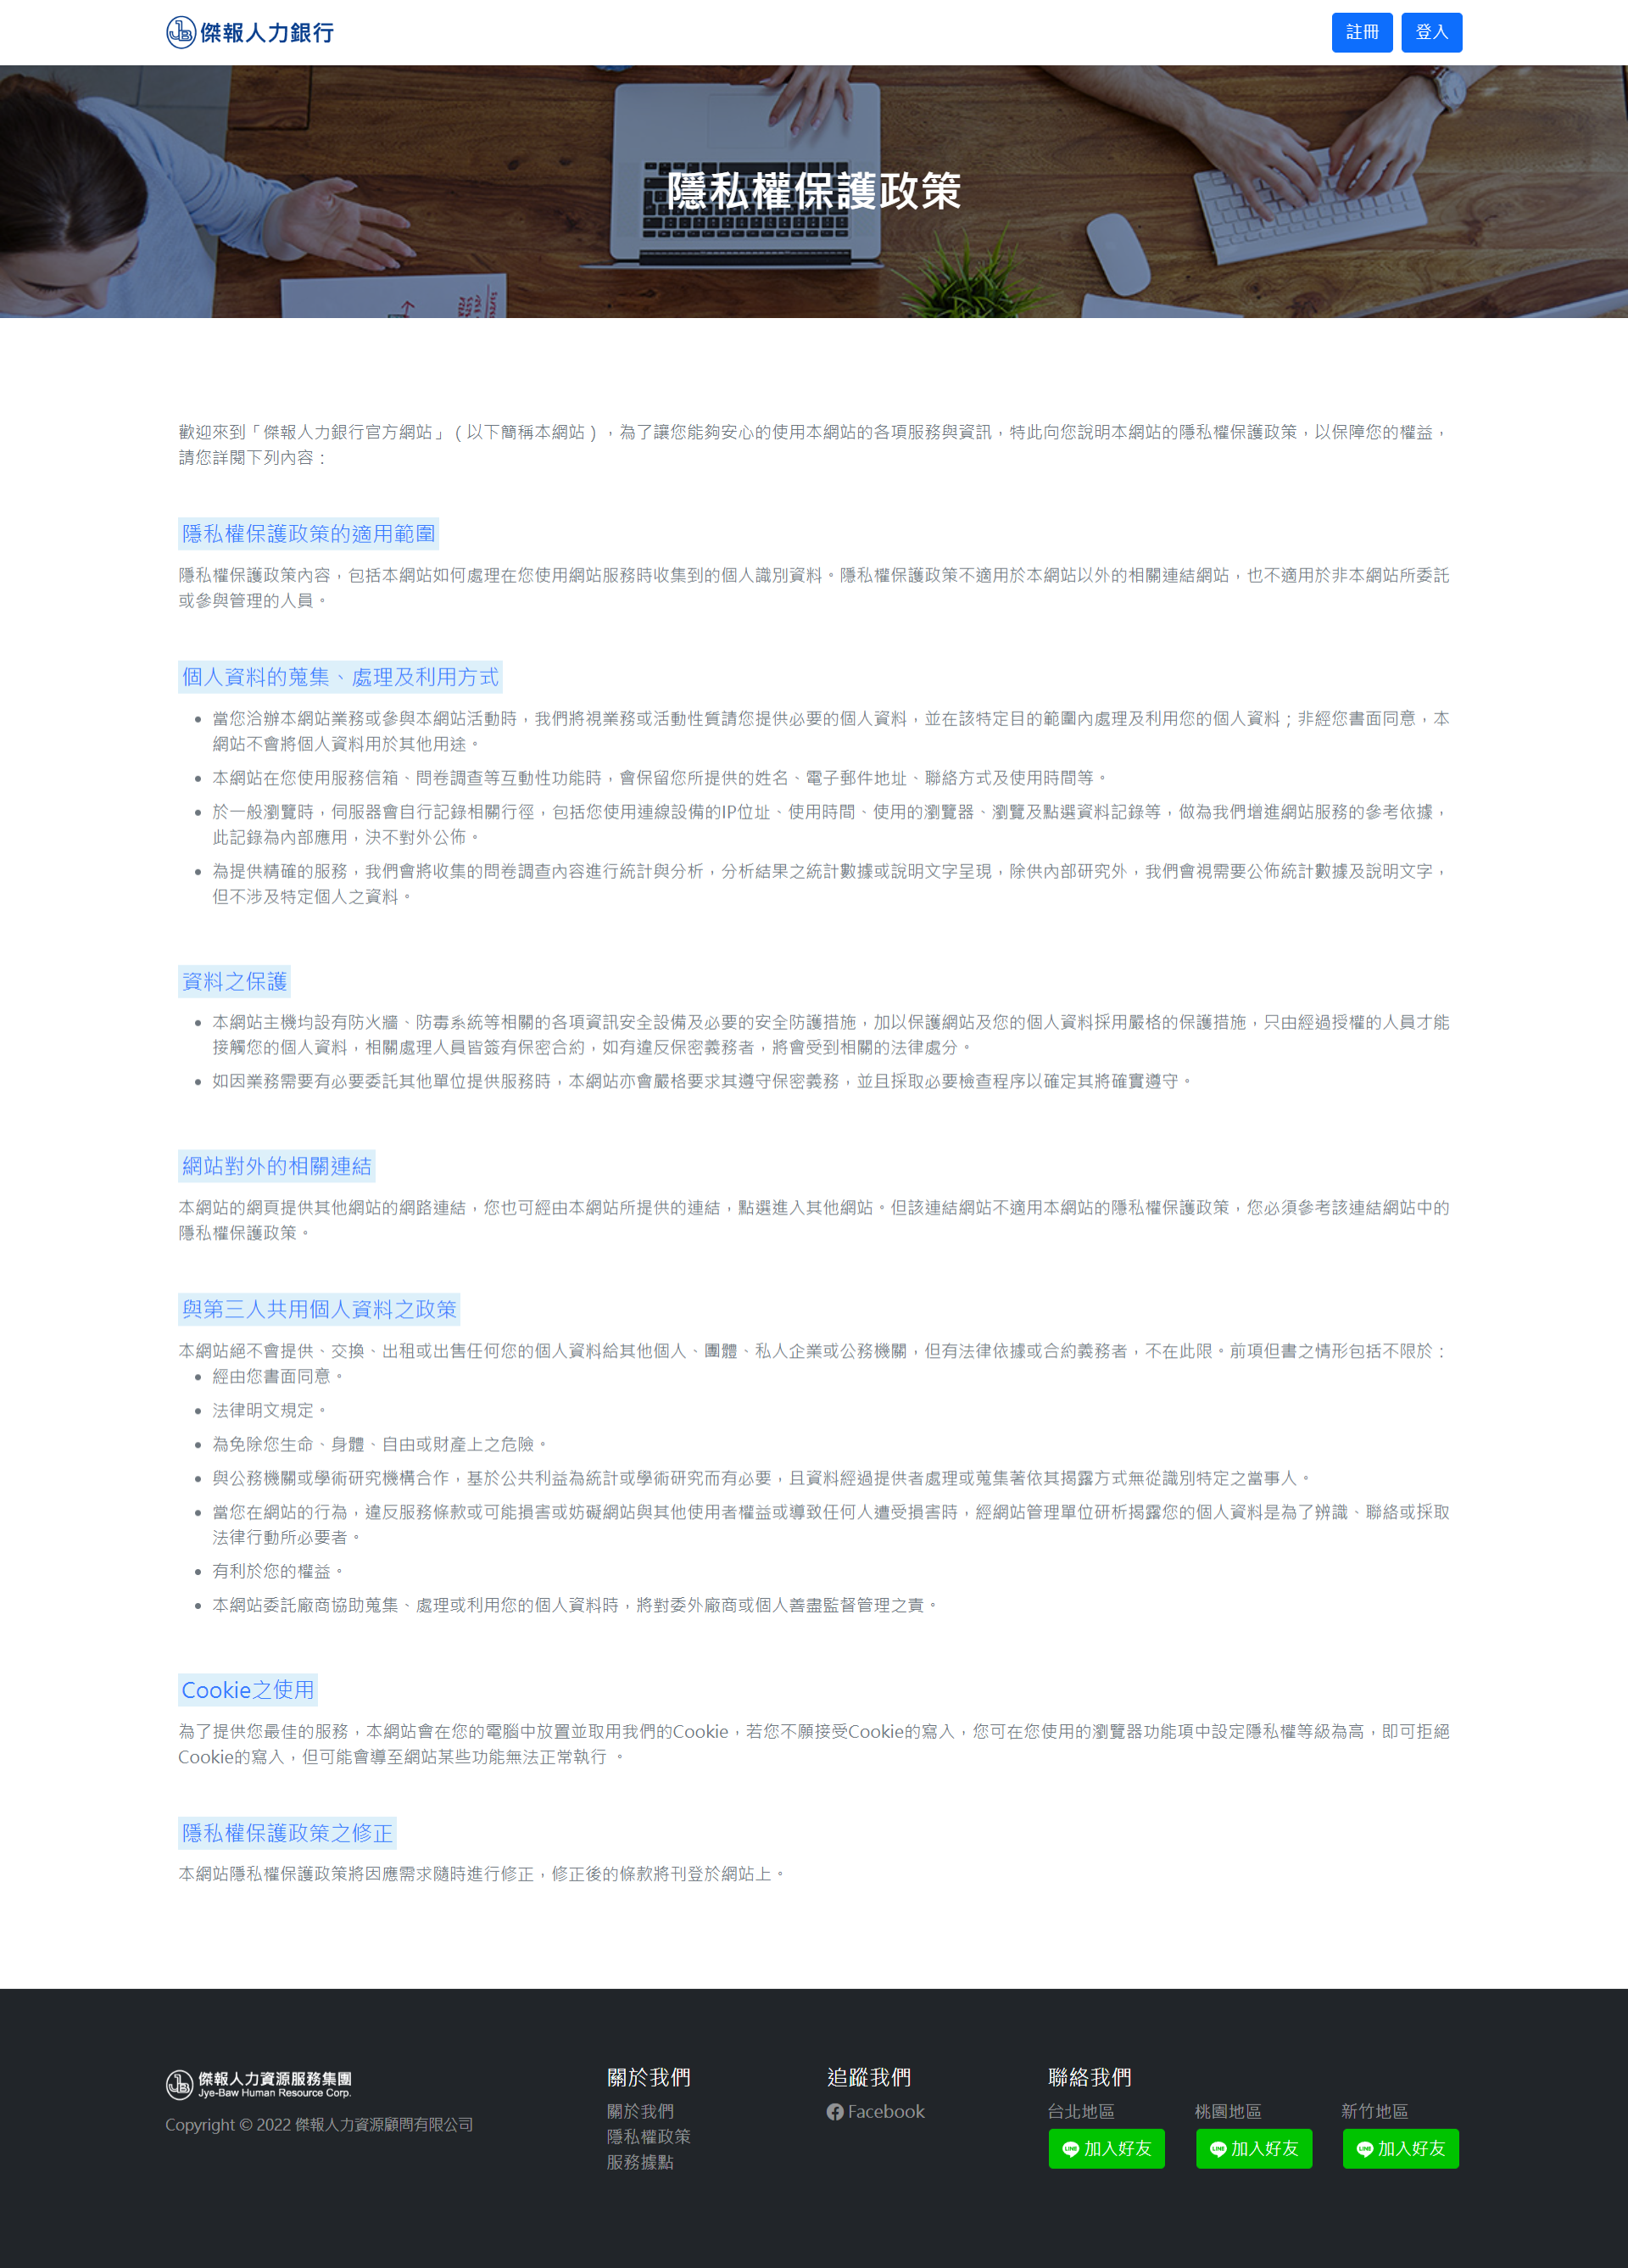 傑報人力銀行
註冊 登入
隱私權保護政策
歡迎來到「傑報人力銀行官方網站」（以下簡稱本網站），為了讓您能夠安心的使用本網站的各項服務與資訊，特此向您說明本網站的隱私權保護政策，以保障您的權益，
請您詳閱下列內容：
隱私權保護政策的適用範圍
隱私權保護政策內容，包括本網站如何處理在您使用網站服務時收集到的個人識別資料。隱私權保護政策不適用於本網站以外的相關連結網站，也不適用於非本網站所委託
或參與管理的人員。
個人資料的蒐集、處理及利用方式
• 當您洽辦本網站業務或參與本網站活動時，我們將視業務或活動性質請您提供必要的個人資料，並在該特定目的範圍內處理及利用您的個人資料；非經您書面同意，本
網站不會將個人資料用於其他用途。
• 本網站在您使用服務信箱、問卷調查等互動性功能時，會保留您所提供的姓名、電子郵件地址、聯絡方式及使用時間等。
• 於一般瀏覽時，伺服器會自行記錄相關行徑，包括您使用連線設備的IP位址、使用時間、使用的瀏覽器、瀏覽及點選資料記錄等，做為我們增進網站服務的參考依據，
此記錄為內部應用，決不對外公佈。
• 為提供精確的服務，我們會將收集的問卷調查內容進行統計與分析，分析結果之統計數據或說明文字呈現，除供內部研究外，我們會視需要公佈統計數據及說明文字，
但不涉及特定個人之資料。
資料之保護
• 本網站主機均設有防火牆、防毒系統等相關的各項資訊安全設備及必要的安全防護措施，加以保護網站及您的個人資料採用嚴格的保護措施，只由經過授權的人員才能
接觸您的個人資料，相關處理人員皆簽有保密合約，如有違反保密義務者，將會受到相關的法律處分。
• 如因業務需要有必要委託其他單位提供服務時，本網站亦會嚴格要求其遵守保密義務，並且採取必要檢查程序以確定其將確實遵守。
網站對外的相關連結
本網站的網頁提供其他網站的網路連結，您也可經由本網站所提供的連結，點選進入其他網站。但該連結網站不適用本網站的隱私權保護政策，您必須參考該連結網站中的
隱私權保護政策。
與第三人共用個人資料之政策
本網站絕不會提供、交換、出租或出售任何您的個人資料給其他個人、團體、私人企業或公務機關，但有法律依據或合約義務者，不在此限。前項但書之情形包括不限於：
• 經由您書面同意。
• 法律明文規定。
• 為免除您生命、身體、自由或財產上之危險。
• 與公務機關或學術研究機構合作，基於公共利益為統計或學術研究而有必要，且資料經過提供者處理或蒐集著依其揭露方式無從識別特定之當事人。
• 當您在網站的行為，違反服務條款或可能損害或妨礙網站與其他使用者權益或導致任何人遭受損害時，經網站管理單位研析揭露您的個人資料是為了辨識、聯絡或採取
法律行動所必要者。
• 有利於您的權益。
• 本網站委託廠商協助蒐集、處理或利用您的個人資料時，將對委外廠商或個人善盡監督管理之責。
Cookie之使用
為了提供您最佳的服務，本網站會在您的電腦中放置並取用我們的Cookie，若您不願接受Cookie的寫入，您可在您使用的瀏覽器功能項中設定隱私權等級為高，即可拒絕
Cookie的寫入，但可能會導至網站某些功能無法正常執行 。
隱私權保護政策之修正
本網站隱私權保護政策將因應需求隨時進行修正，修正後的條款將刊登於網站上。
傑報人力資源服務集團
Jye-Baw Human Resource Corp.
Copyright © 2022 傑報人力資源顧問有限公司
關於我們
關於我們
隱私權政策
服務據點
追蹤我們
Facebook
聯絡我們
台北地區 桃園地區 新竹地區
LINE 加入好友 LINE 加入好友 LINE 加入好友